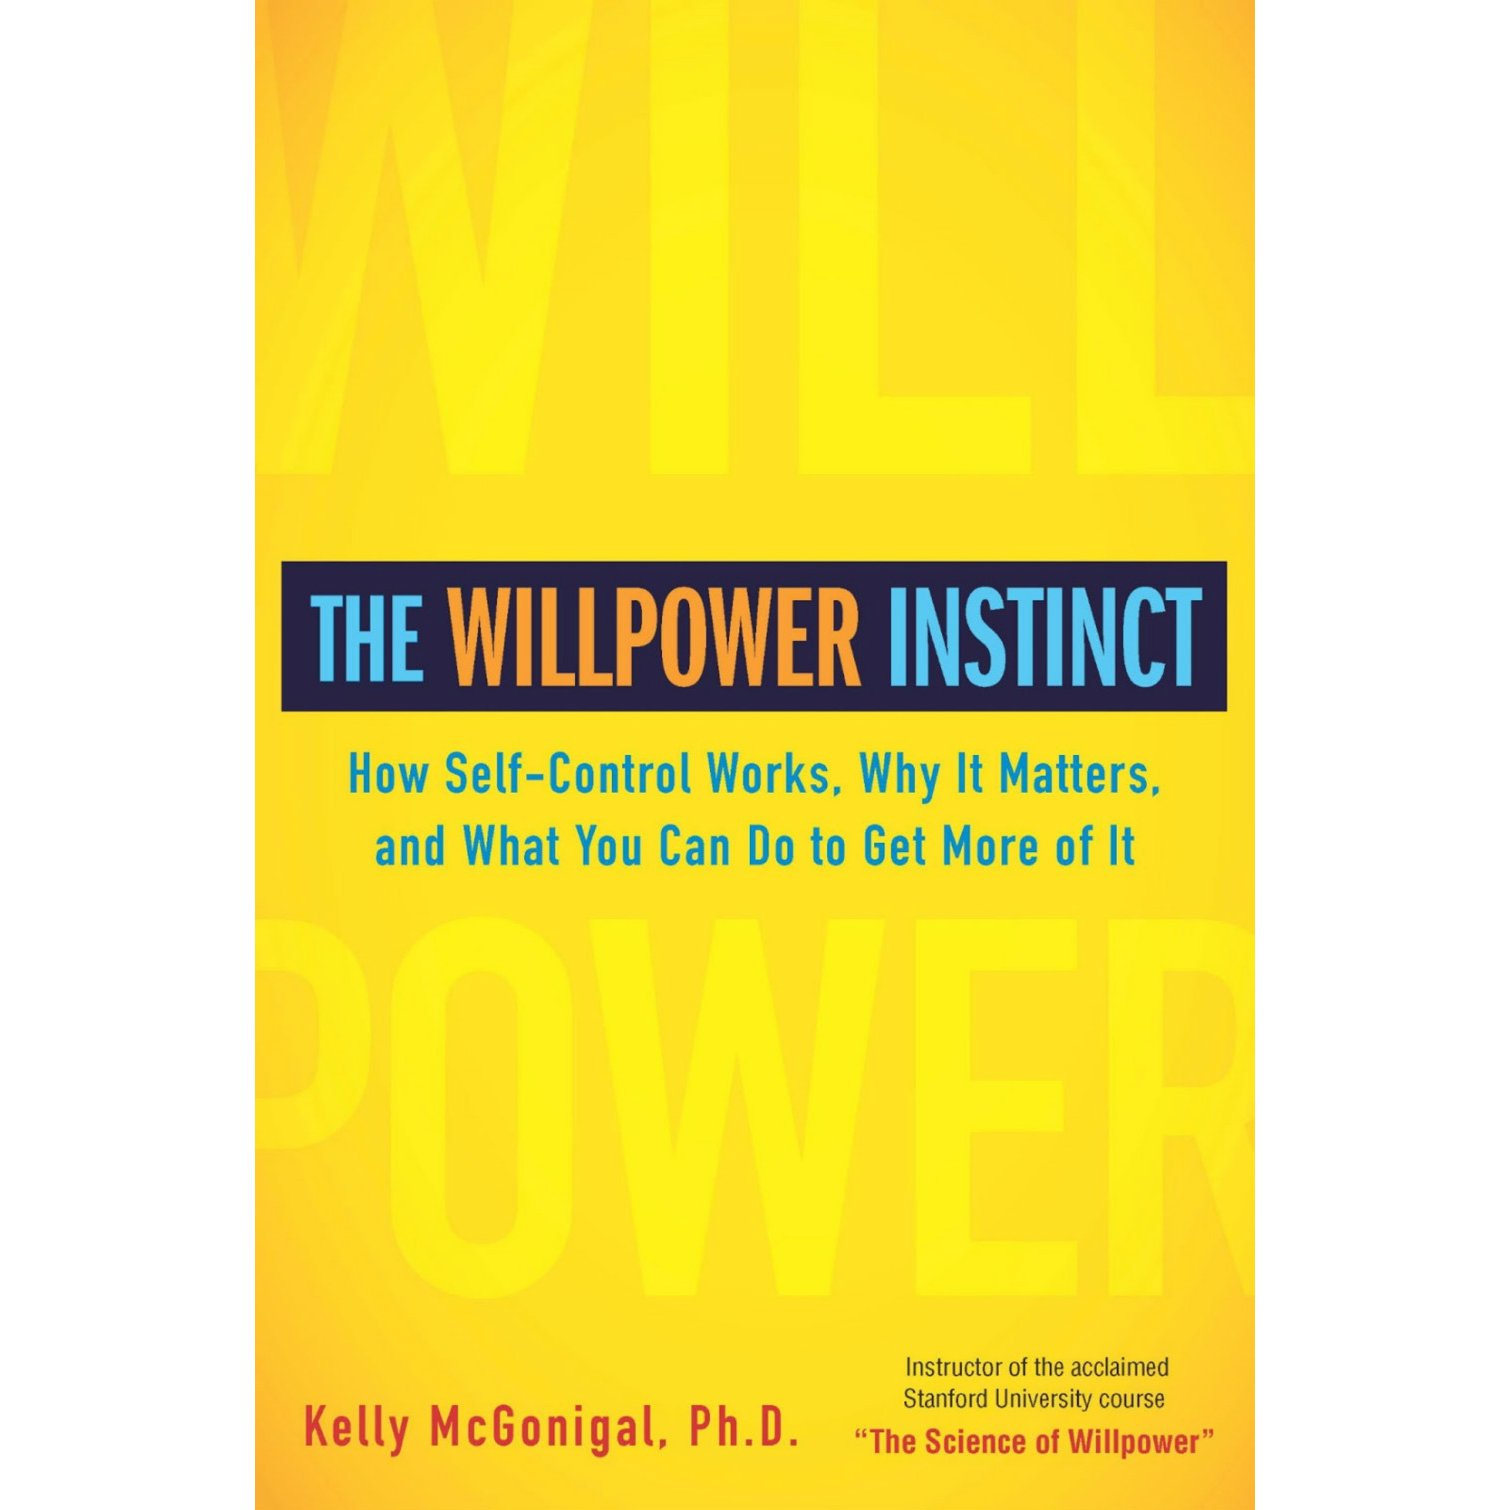 WILL
THE WILLPOWER INSTINCT
How Self-Control Works, Why It Matters,
and What You Can Do to Get More of It
POWER
Instructor of the acclaimed
Stanford University course
Kelly McGonigal, Ph.D.
“The Science of Willpower”